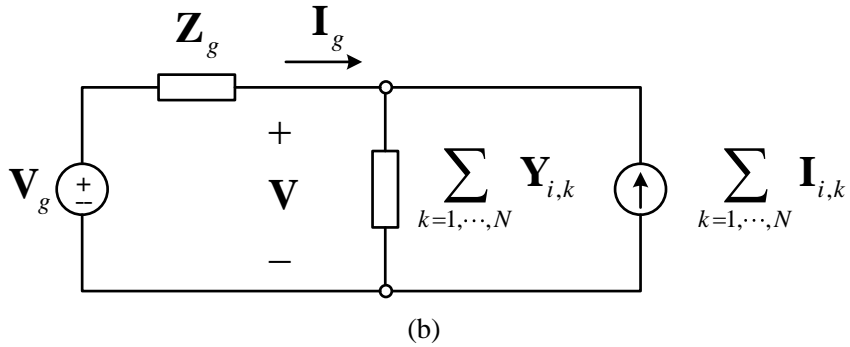 Z_g I_g
+
V_g + -- V ∑ k=1,⋯,N Y_{i,k} ∑ k=1,⋯,N I_{i,k}
−
(b)